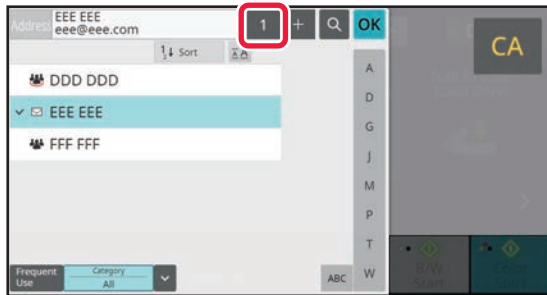 Address
EEE EEE
eee@eee.com
1
OK
CA
Sort
DDD DDD
EEE EEE
FFF FFF
A
D
G
J
M
P
T
W
Frequent
Use
Category
All
ABC
B/W
Start
Color
Start